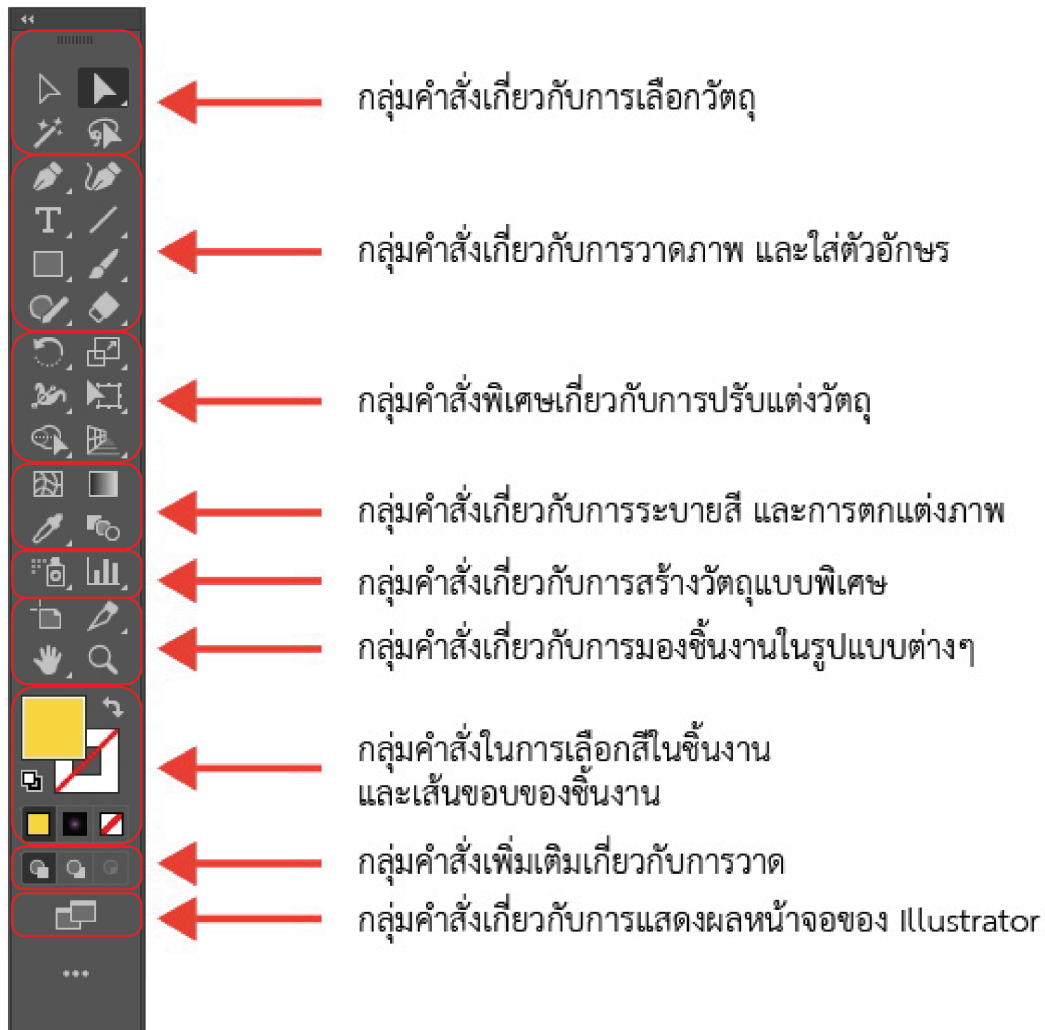 กลุ่มคำสั่งเกี่ยวกับการเลือกวัตถุ
กลุ่มคำสั่งเกี่ยวกับการวาดภาพ และใส่ตัวอักษร
กลุ่มคำสั่งพิเศษเกี่ยวกับการปรับแต่งวัตถุ
กลุ่มคำสั่งเกี่ยวกับการระบายสี และการตกแต่งภาพ
กลุ่มคำสั่งเกี่ยวกับการสร้างวัตถุแบบพิเศษ
กลุ่มคำสั่งเกี่ยวกับการมองชิ้นงานในรูปแบบต่างๆ
กลุ่มคำสั่งในการเลือกสีในชิ้นงาน
และเส้นขอบของชิ้นงาน
กลุ่มคำสั่งเพิ่มเติมเกี่ยวกับการวาด
กลุ่มคำสั่งเกี่ยวกับการแสดงผลหน้าจอของ Illustrator